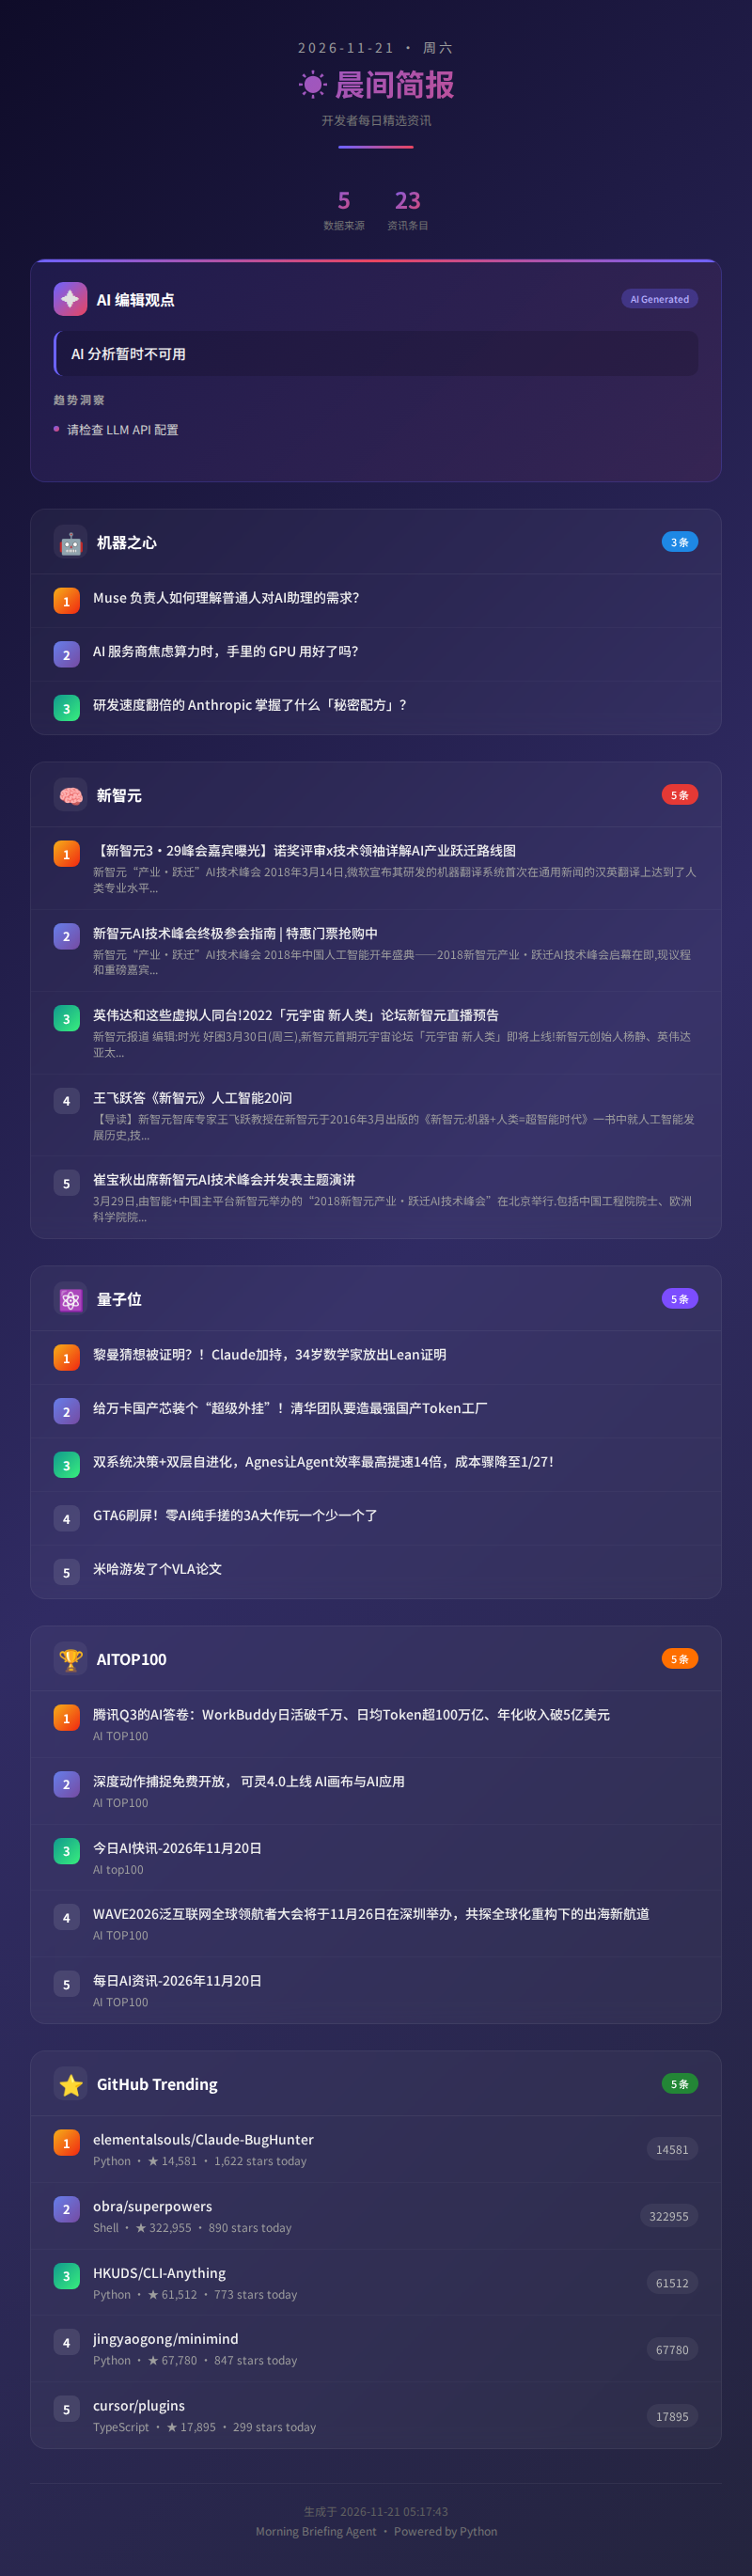 2026-11-21 · 周六
晨间简报
开发者每日精选资讯
5 23
数据来源 资讯条目
AI 编辑观点
AI Generated
AI 分析暂时不可用
趋势洞察
请检查 LLM API 配置
机器之心
3 条
1 Muse 负责人如何理解普通人对AI助理的需求？
2 AI 服务商焦虑算力时，手里的 GPU 用好了吗？
3 研发速度翻倍的 Anthropic 掌握了什么「秘密配方」？
新智元
5 条
1 【新智元3·29峰会嘉宾曝光】诺奖评审x技术领袖详解AI产业跃迁路线图
新智元“产业·跃迁”AI技术峰会 2018年3月14日,微软宣布其研发的机器翻译系统首次在通用新闻的汉英翻译上达到了人
类专业水平...
2 新智元AI技术峰会终极参会指南 | 特惠门票抢购中
新智元“产业·跃迁”AI技术峰会 2018年中国人工智能开年盛典——2018新智元产业·跃迁AI技术峰会启幕在即,现议程
和重磅嘉宾...
3 英伟达和这些虚拟人同台!2022「元宇宙 新人类」论坛新智元直播预告
新智元报道 编辑:时光 好困3月30日(周三),新智元首期元宇宙论坛「元宇宙 新人类」即将上线!新智元创始人杨静、英伟达
亚太...
4 王飞跃答《新智元》人工智能20问
【导读】新智元智库专家王飞跃教授在新智元于2016年3月出版的《新智元:机器+人类=超智能时代》一书中就人工智能发
展历史,技...
5 崔宝秋出席新智元AI技术峰会并发表主题演讲
3月29日,由智能+中国主平台新智元举办的“2018新智元产业·跃迁AI技术峰会”在北京举行.包括中国工程院院士、欧洲
科学院院...
量子位
5 条
1 黎曼猜想被证明？！Claude加持，34岁数学家放出Lean证明
2 给万卡国产芯装个“超级外挂”！清华团队要造最强国产Token工厂
3 双系统决策+双层自进化，Agnes让Agent效率最高提速14倍，成本骤降至1/27！
4 GTA6刷屏！零AI纯手搓的3A大作玩一个少一个了
5 米哈游发了个VLA论文
AITOP100
5 条
1 腾讯Q3的AI答卷：WorkBuddy日活破千万、日均Token超100万亿、年化收入破5亿美元
AI TOP100
2 深度动作捕捉免费开放， 可灵4.0上线 AI画布与AI应用
AI TOP100
3 今日AI快讯-2026年11月20日
AI top100
4 WAVE2026泛互联网全球领航者大会将于11月26日在深圳举办，共探全球化重构下的出海新航道
AI TOP100
5 每日AI资讯-2026年11月20日
AI TOP100
GitHub Trending
5 条
1 elementalsouls/Claude-BugHunter
Python · ★ 14,581 · 1,622 stars today
14581
2 obra/superpowers
Shell · ★ 322,955 · 890 stars today
322955
3 HKUDS/CLI-Anything
Python · ★ 61,512 · 773 stars today
61512
4 jingyaogong/minimind
Python · ★ 67,780 · 847 stars today
67780
5 cursor/plugins
TypeScript · ★ 17,895 · 299 stars today
17895
生成于 2026-11-21 05:17:43
Morning Briefing Agent · Powered by Python